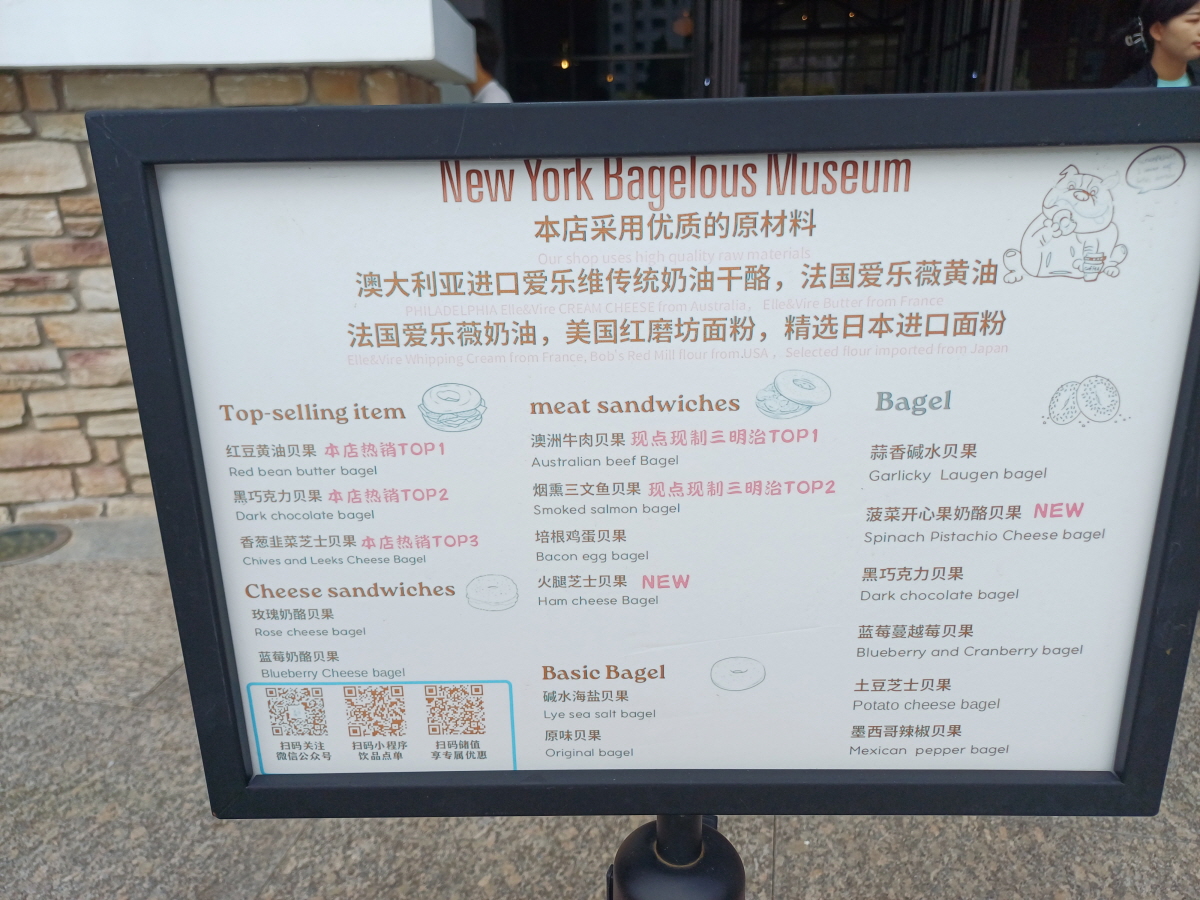 New York Bagelous Museum
本店采用优质的原材料
Our shop uses high quality raw materials
澳大利亚进口爱乐维传统奶油干酪，法国爱乐薇黄油
PHILADELPHIA Elle&Vire CREAM CHEESE from Australia， Elle&Vire Butter from France
法国爱乐薇奶油，美国红磨坊面粉，精选日本进口面粉
Elle&Vire Whipping Cream from France, Bob's Red Mill flour from.USA ， Selected flour imported from Japan
Top-selling item
红豆黄油贝果 本店热销TOP1
Red bean butter bagel
黑巧克力贝果 本店热销TOP2
Dark chocolate bagel
香葱韭菜芝士贝果 本店热销TOP3
Chives and Leeks Cheese Bagel
Cheese sandwiches
玫瑰奶酪贝果
Rose cheese bagel
蓝莓奶酪贝果
Blueberry Cheese bagel
扫码关注
微信公众号
扫码小程序
饮品点单
扫码储值
享专属优惠
meat sandwiches
澳洲牛肉贝果 现点现制三明治TOP1
Australian beef Bagel
烟熏三文鱼贝果 现点现制三明治TOP2
Smoked salmon bagel
培根鸡蛋贝果
Bacon egg bagel
火腿芝士贝果 NEW
Ham cheese Bagel
Basic Bagel
碱水海盐贝果
Lye sea salt bagel
原味贝果
Original bagel
Bagel
蒜香碱水贝果
Garlicky Laugen bagel
菠菜开心果奶酪贝果 NEW
Spinach Pistachio Cheese bagel
黑巧克力贝果
Dark chocolate bagel
蓝莓蔓越莓贝果
Blueberry and Cranberry bagel
土豆芝士贝果
Potato cheese bagel
墨西哥辣椒贝果
Mexican pepper bagel